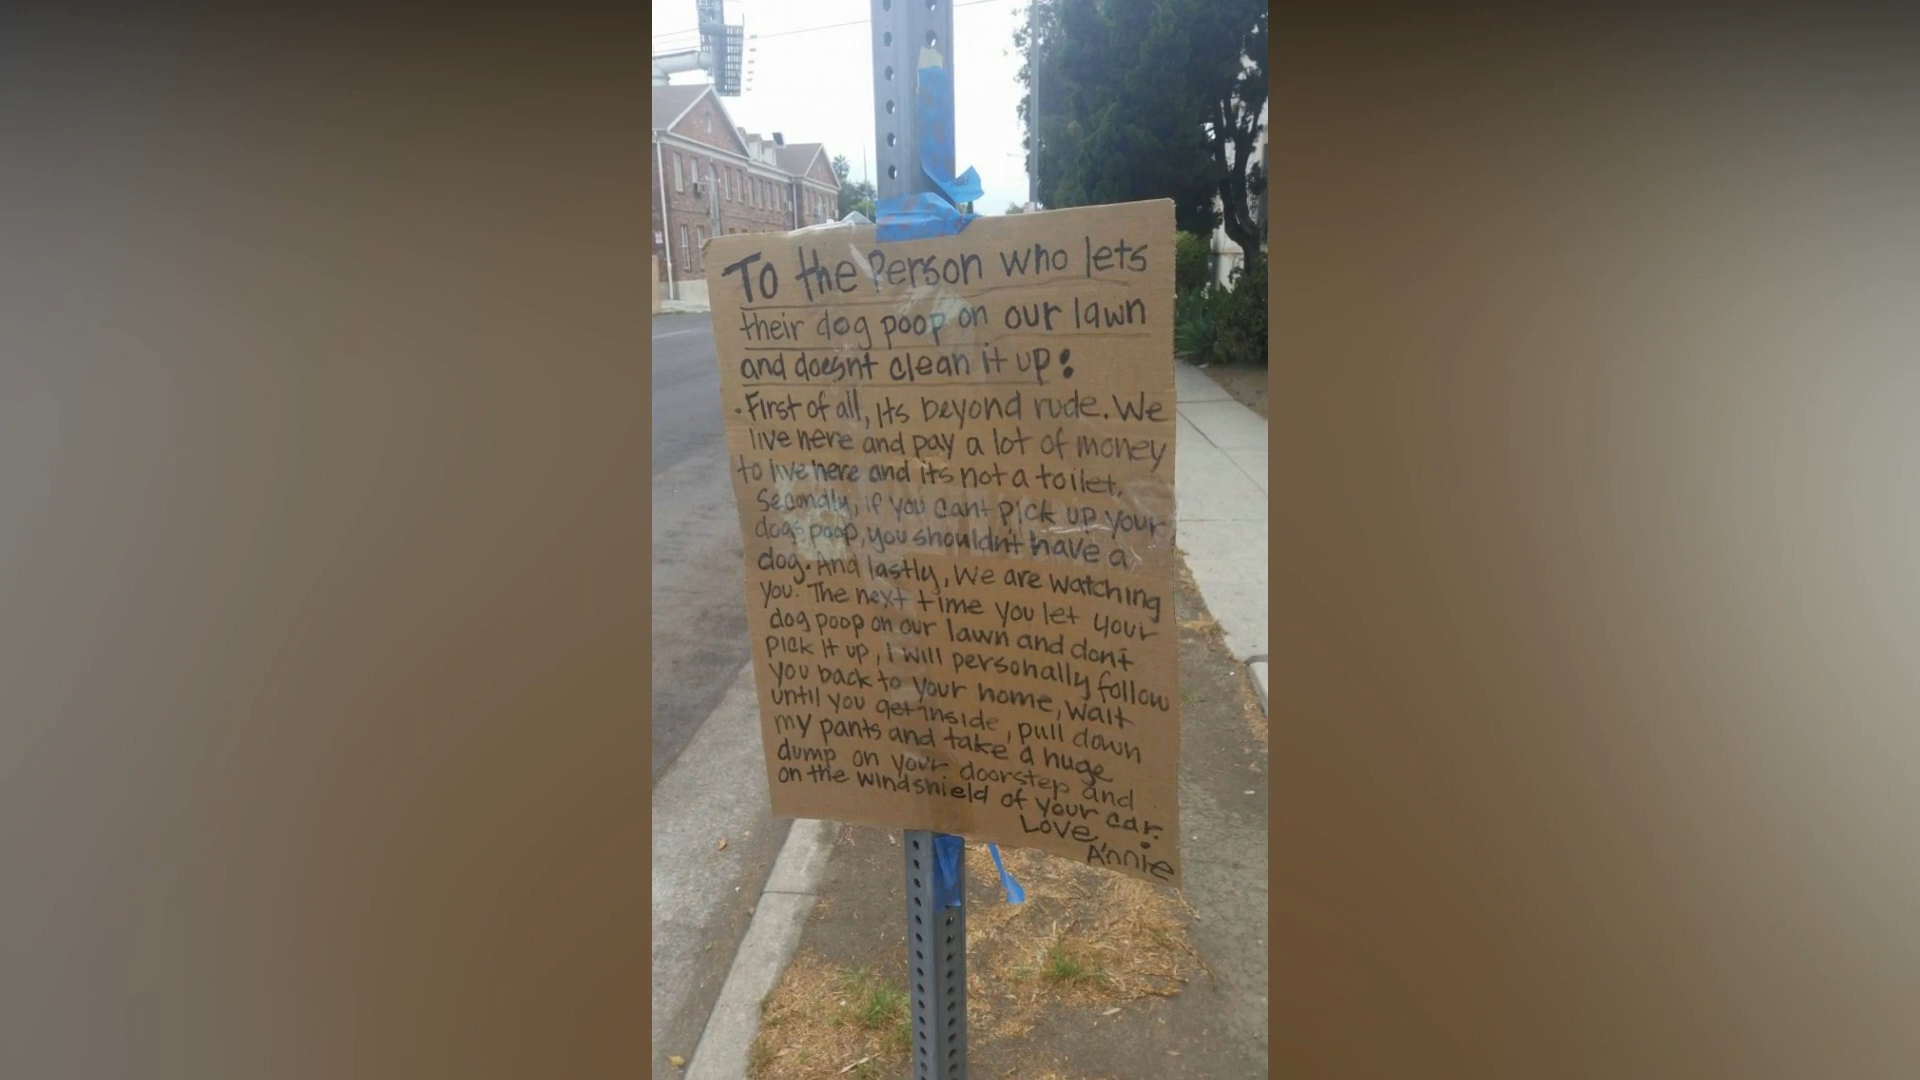 To the Person who lets
their dog poop on our lawn
and doesnt clean it up:
• First of all, its beyond rude. We
live here and pay a lot of money
to live here and its not a toilet.
Secondly, if you cant pick up your
dogs poop, you shouldn't have a
dog. And lastly, We are watching
you. The next time you let your
dog poop on our lawn and dont
pick it up, I will personally follow
you back to your home, wait
until you get inside, pull down
my pants and take a huge
dump on your doorstep and
on the windshield of your car.
Love,
Annie